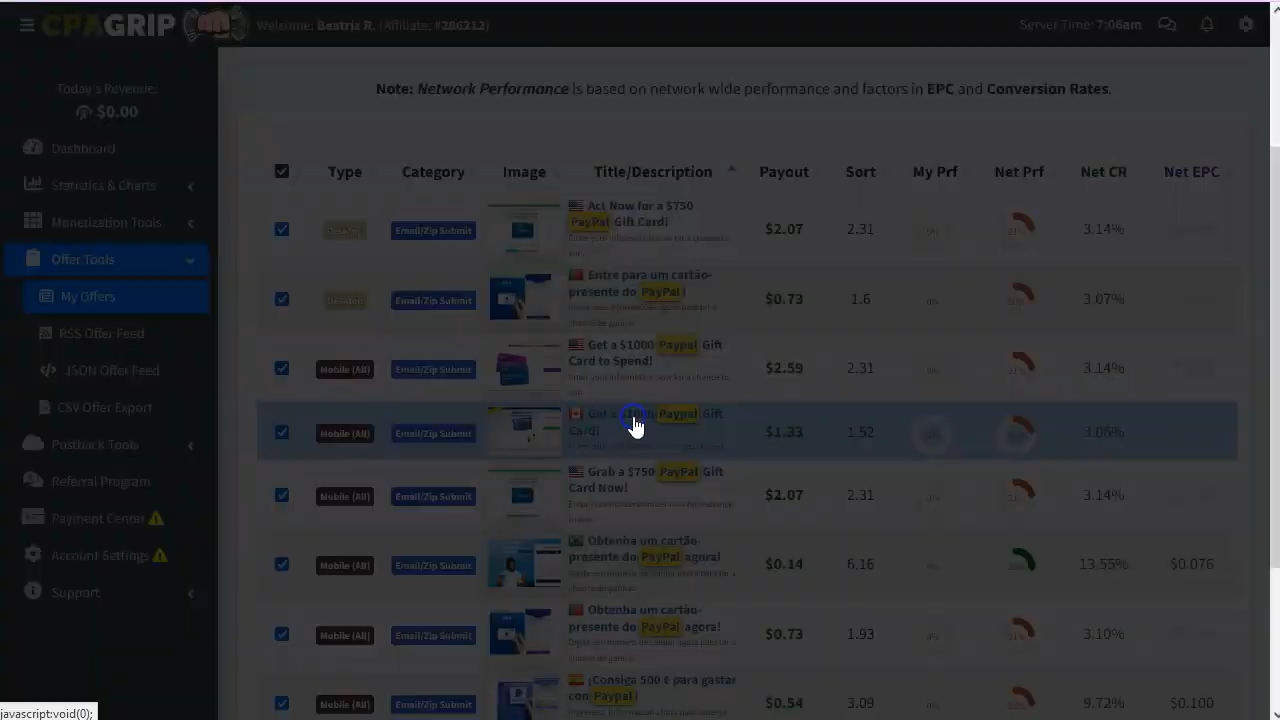 CPAGRIP
Welcome: Beatris R. (Affiliate: #286212)
Server Time: 7:06am
Today's Revenue:
$0.00
Dashboard
Statistics & Charts
Monetization Tools
Offer Tools
My Offers
RSS Offer Feed
JSON Offer Feed
CSV Offer Export
Postback Tools
Referral Program
Payment Center
Account Settings
Support
Note: Network Performance is based on network wide performance and factors in EPC and Conversion Rates.
Type Category Image Title/Description Payout Sort My Prf Net Prf Net CR Net EPC
Act Now for a $750
PayPal Gift Card!
Desktop Email/Zip Submit $2.07 2.31 3.14%
Entre para um cartão-
presente do PayPal!
Desktop Email/Zip Submit $0.73 1.6 3.07%
Get a $1000 Paypal Gift
Card to Spend!
Mobile (All) Email/Zip Submit $2.59 2.31 3.14%
Get a Paypal Gift
Card!
Mobile (All) Email/Zip Submit $1.33 1.52 3.06%
Grab a $750 PayPal Gift
Card Now!
Mobile (All) Email/Zip Submit $2.07 2.31 3.14%
Obtenha um cartão-
presente do PayPal agora!
Mobile (All) Email/Zip Submit $0.14 6.16 13.55% $0.076
Obtenha um cartão-
presente do PayPal agora!
Mobile (All) Email/Zip Submit $0.73 1.93 3.10%
¡Consiga 500 € para gastar
con Paypal!
Mobile (All) Email/Zip Submit $0.54 3.09 9.72% $0.100
javascript:void(0);